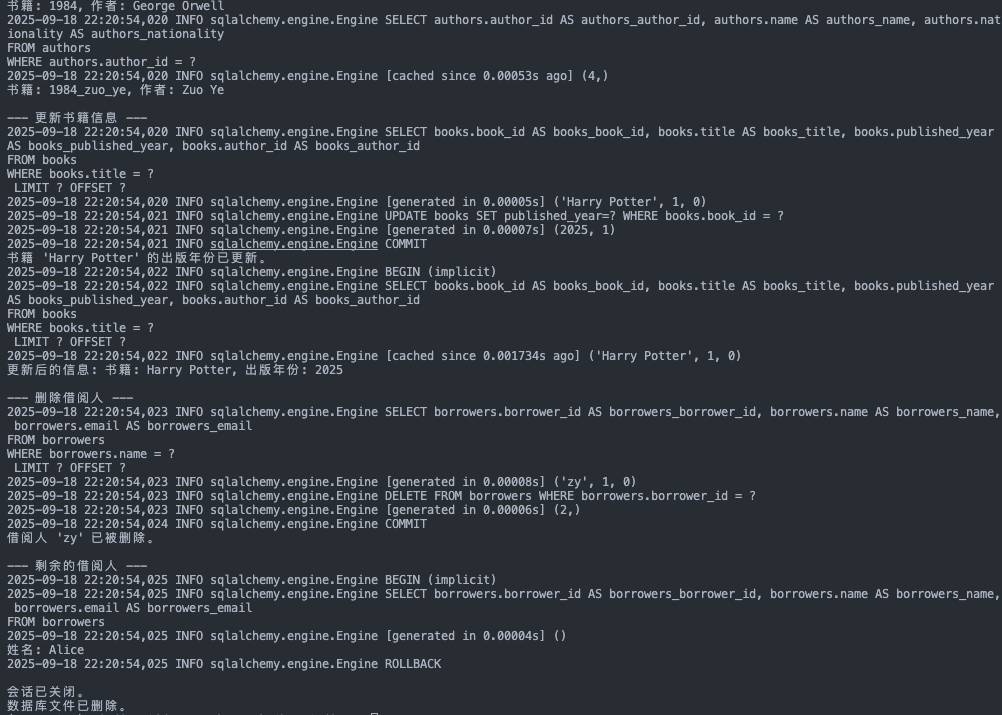 书籍: 1984, 作者: George Orwell
2025-09-18 22:20:54,020 INFO sqlalchemy.engine.Engine SELECT authors.author_id AS authors_author_id, authors.name AS authors_name, authors.nat
ionality AS authors_nationality
FROM authors
WHERE authors.author_id = ?
2025-09-18 22:20:54,020 INFO sqlalchemy.engine.Engine [cached since 0.00053s ago] (4,)
书籍: 1984_zuo_ye, 作者: Zuo Ye
--- 更新书籍信息 ---
2025-09-18 22:20:54,020 INFO sqlalchemy.engine.Engine SELECT books.book_id AS books_book_id, books.title AS books_title, books.published_year
AS books_published_year, books.author_id AS books_author_id
FROM books
WHERE books.title = ?
 LIMIT ? OFFSET ?
2025-09-18 22:20:54,020 INFO sqlalchemy.engine.Engine [generated in 0.00005s] ('Harry Potter', 1, 0)
2025-09-18 22:20:54,021 INFO sqlalchemy.engine.Engine UPDATE books SET published_year=? WHERE books.book_id = ?
2025-09-18 22:20:54,021 INFO sqlalchemy.engine.Engine [generated in 0.00007s] (2025, 1)
2025-09-18 22:20:54,021 INFO sqlalchemy.engine.Engine COMMIT
书籍 'Harry Potter' 的出版年份已更新。
2025-09-18 22:20:54,022 INFO sqlalchemy.engine.Engine BEGIN (implicit)
2025-09-18 22:20:54,022 INFO sqlalchemy.engine.Engine SELECT books.book_id AS books_book_id, books.title AS books_title, books.published_year
AS books_published_year, books.author_id AS books_author_id
FROM books
WHERE books.title = ?
 LIMIT ? OFFSET ?
2025-09-18 22:20:54,022 INFO sqlalchemy.engine.Engine [cached since 0.001734s ago] ('Harry Potter', 1, 0)
更新后的信息: 书籍: Harry Potter, 出版年份: 2025
--- 删除借阅人 ---
2025-09-18 22:20:54,023 INFO sqlalchemy.engine.Engine SELECT borrowers.borrower_id AS borrowers_borrower_id, borrowers.name AS borrowers_name,
 borrowers.email AS borrowers_email
FROM borrowers
WHERE borrowers.name = ?
 LIMIT ? OFFSET ?
2025-09-18 22:20:54,023 INFO sqlalchemy.engine.Engine [generated in 0.00008s] ('zy', 1, 0)
2025-09-18 22:20:54,023 INFO sqlalchemy.engine.Engine DELETE FROM borrowers WHERE borrowers.borrower_id = ?
2025-09-18 22:20:54,023 INFO sqlalchemy.engine.Engine [generated in 0.00006s] (2,)
2025-09-18 22:20:54,024 INFO sqlalchemy.engine.Engine COMMIT
借阅人 'zy' 已被删除。
--- 剩余的借阅人 ---
2025-09-18 22:20:54,025 INFO sqlalchemy.engine.Engine BEGIN (implicit)
2025-09-18 22:20:54,025 INFO sqlalchemy.engine.Engine SELECT borrowers.borrower_id AS borrowers_borrower_id, borrowers.name AS borrowers_name,
 borrowers.email AS borrowers_email
FROM borrowers
2025-09-18 22:20:54,025 INFO sqlalchemy.engine.Engine [generated in 0.00004s] ()
姓名: Alice
2025-09-18 22:20:54,025 INFO sqlalchemy.engine.Engine ROLLBACK
会话已关闭。
数据库文件已删除。